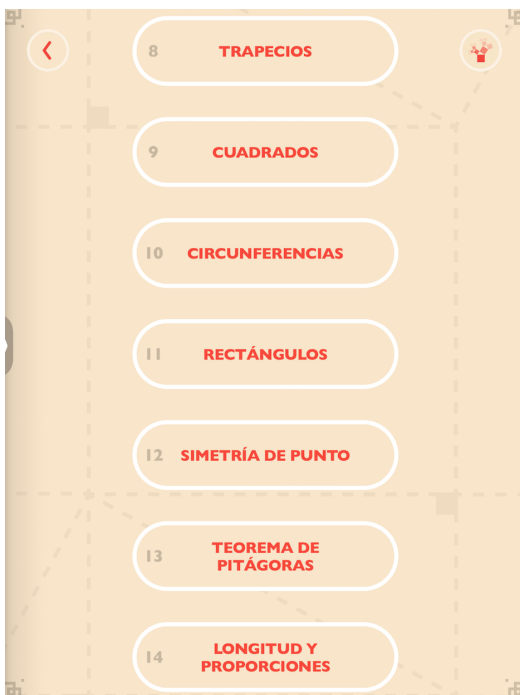 8 TRAPECIOS
9 CUADRADOS
10 CIRCUNFERENCIAS
11 RECTÁNGULOS
12 SIMETRÍA DE PUNTO
13 TEOREMA DE
PITÁGORAS
14 LONGITUD Y
PROPORCIONES